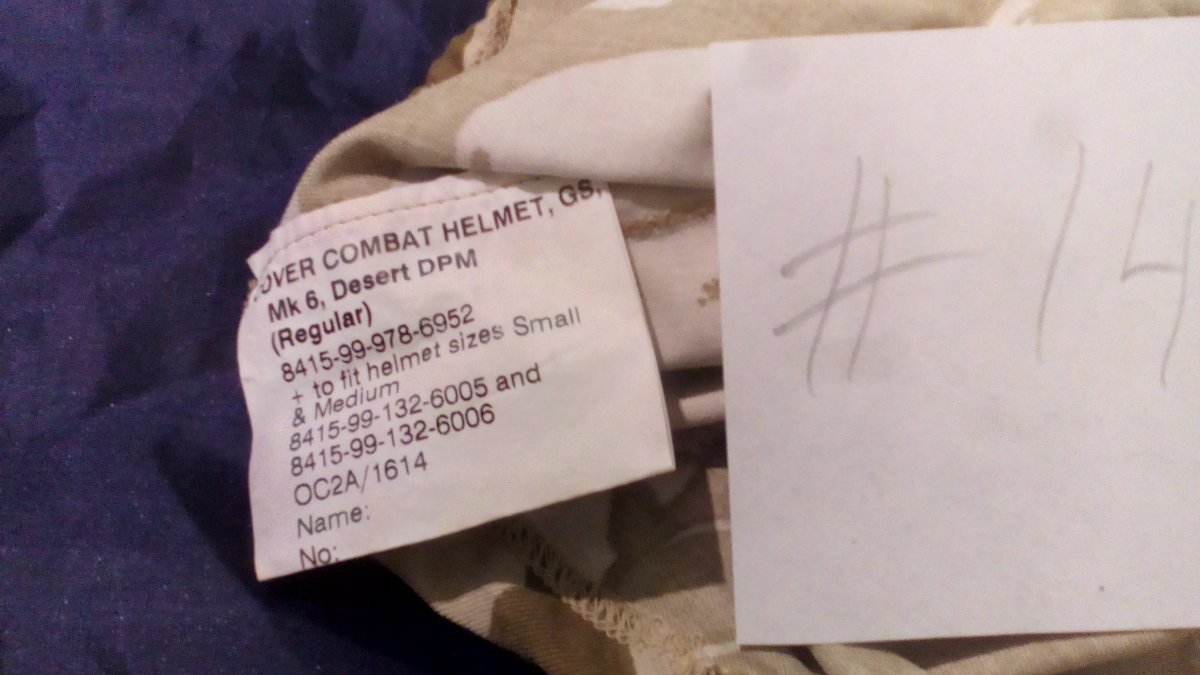 OVER COMBAT HELMET, GS,
Mk 6, Desert DPM
(Regular)
8415-99-978-6952
+ to fit helmet sizes Small
& Medium
8415-99-132-6005 and
8415-99-132-6006
OC2A/1614
Name:
No:
# 14